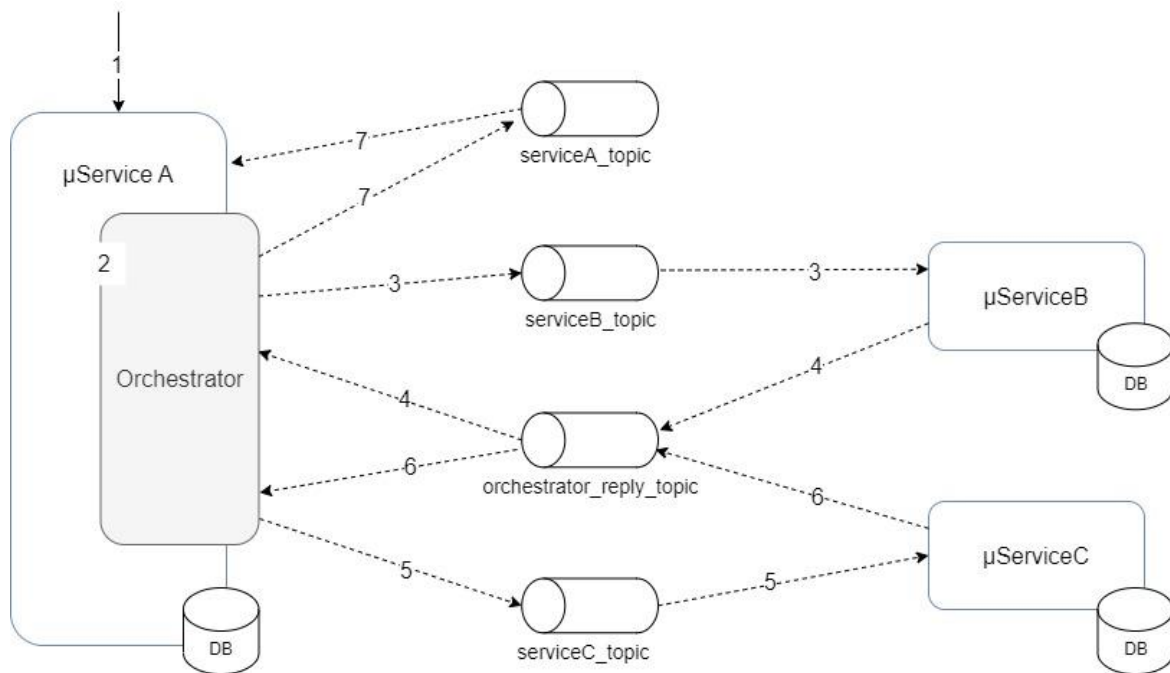 1
µService A
2
Orchestrator
DB
7
7
serviceA_topic
3
serviceB_topic
3
µServiceB
DB
4
4
orchestrator_reply_topic
6
6
5
serviceC_topic
5
µServiceC
DB